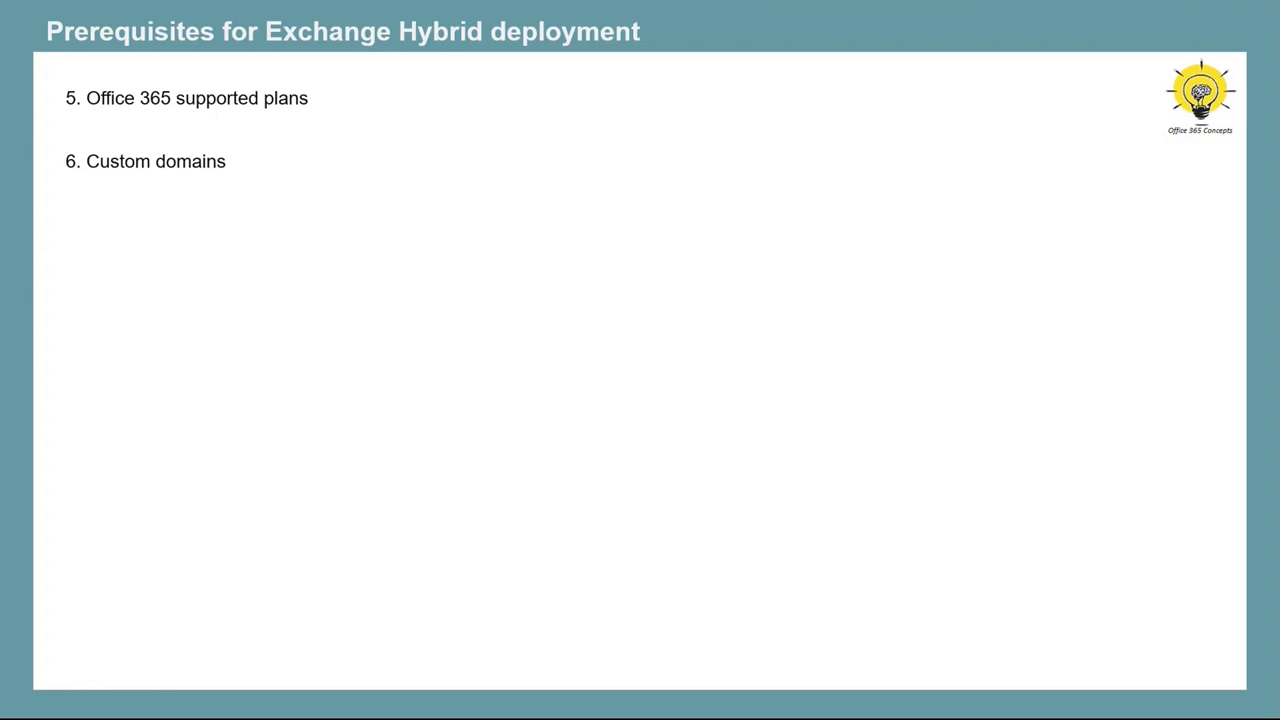 Prerequisites for Exchange Hybrid deployment
5. Office 365 supported plans
Office 365 Concepts
6. Custom domains